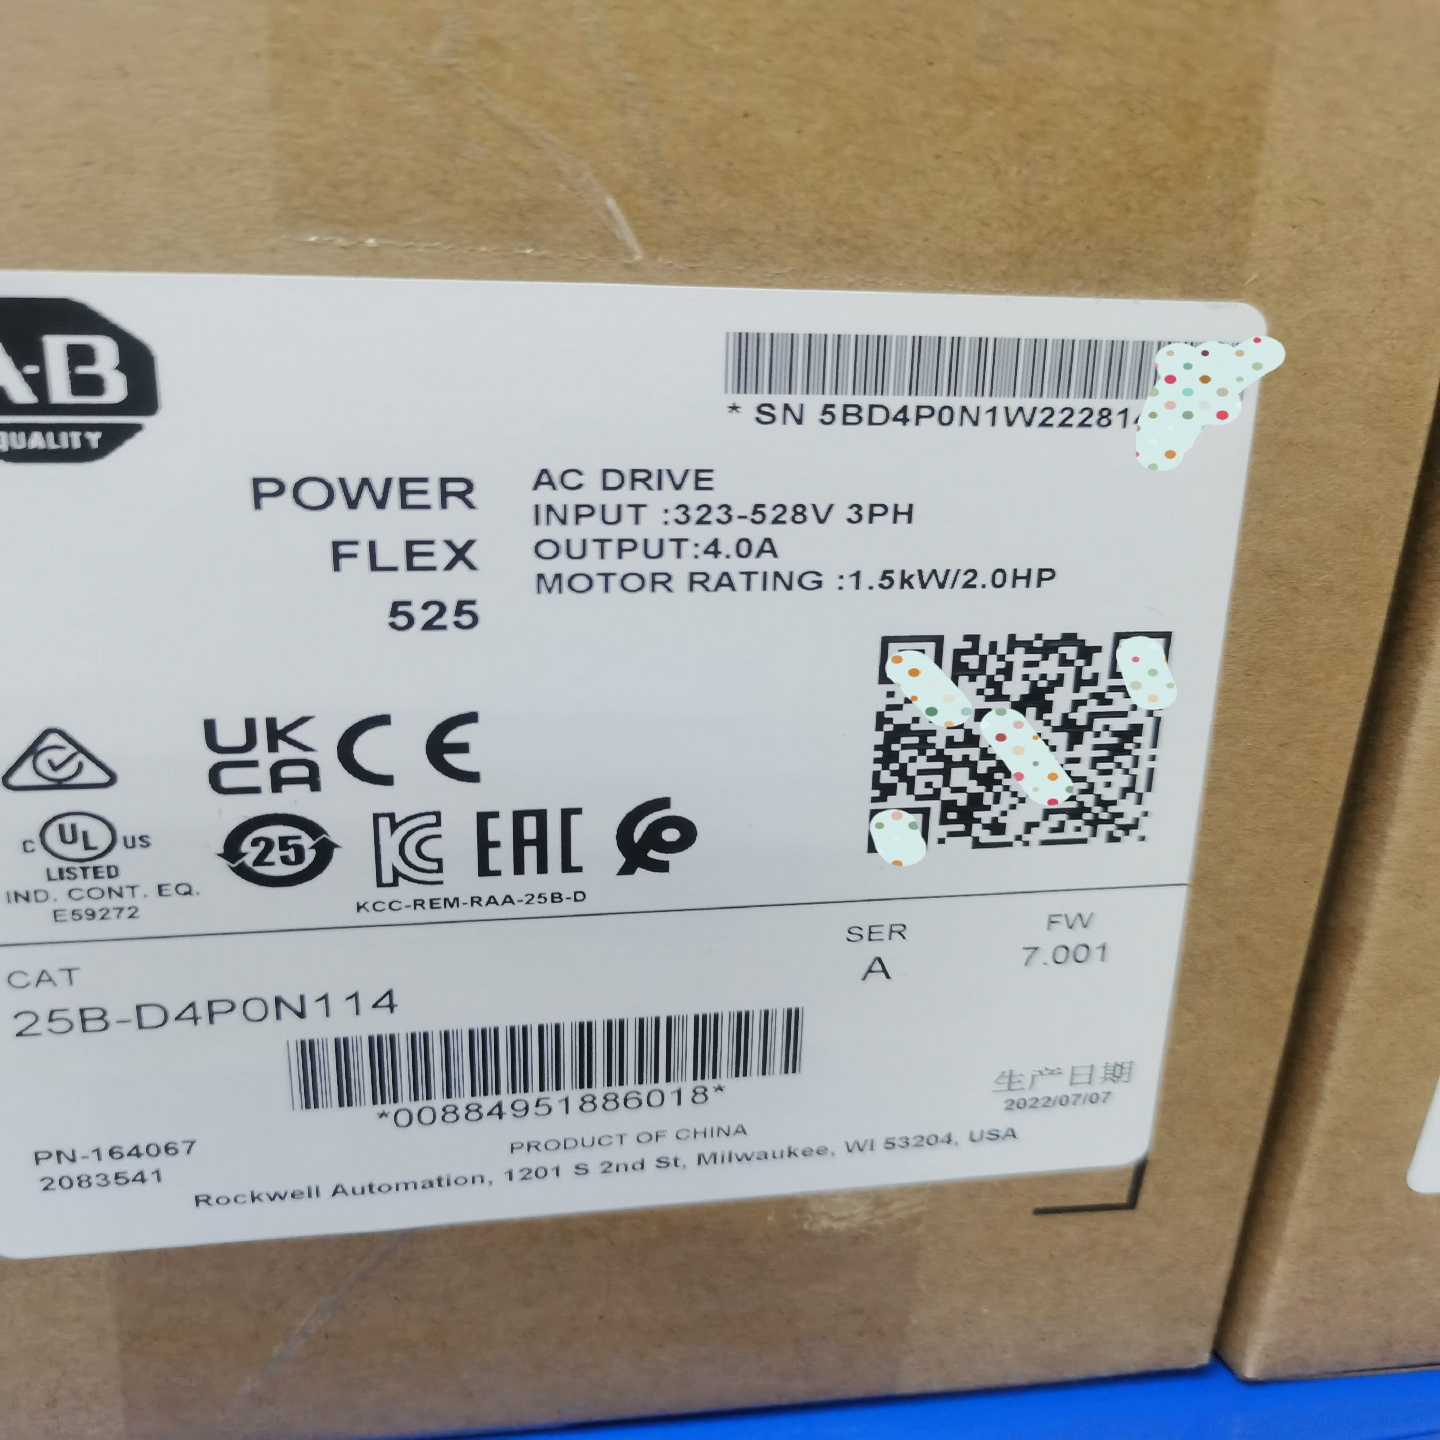 A-B
QUALITY
* SN 5BD4P0N1W222814
POWER
FLEX
525
AC DRIVE
INPUT :323-528V 3PH
OUTPUT:4.0A
MOTOR RATING :1.5kW/2.0HP
UK
CA
CE
C UL US
LISTED
IND. CONT. EQ.
E59272
25
KC
EAC
KCC-REM-RAA-25B-D
CAT
25B-D4P0N114
SER
A
FW
7.001
*00884951886018*
生产日期
2022/07/07
PN-164067
2083541
PRODUCT OF CHINA
Rockwell Automation, 1201 S 2nd St, Milwaukee, WI 53204, USA